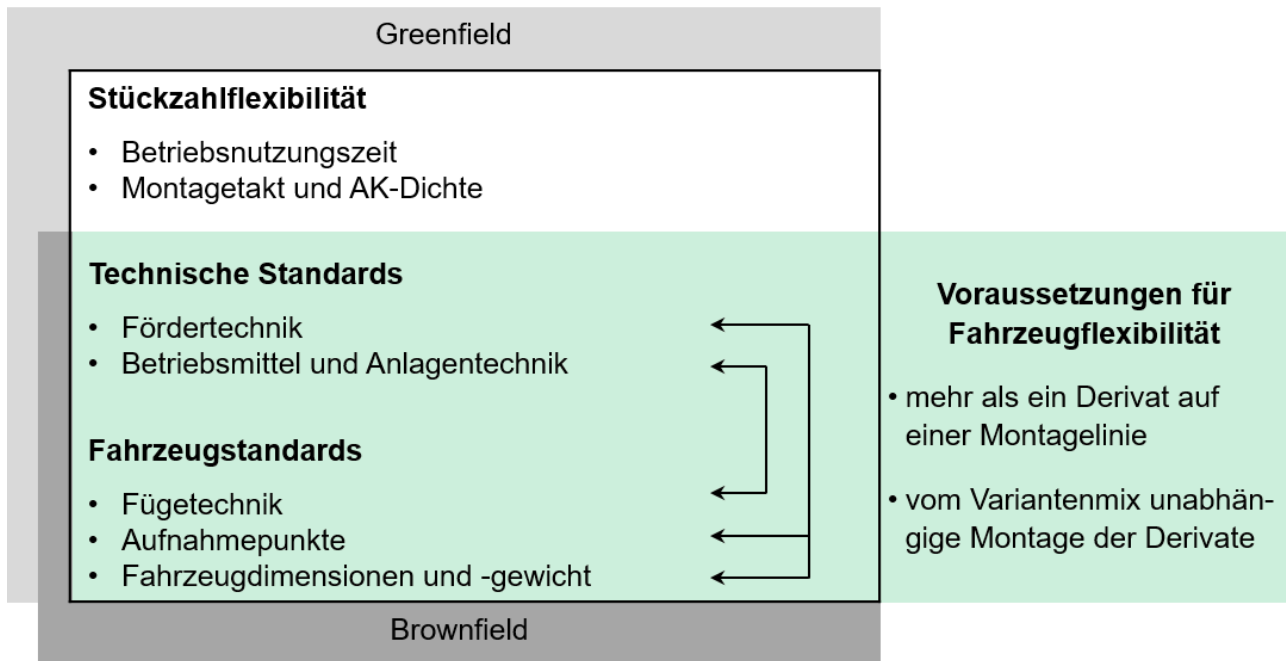 Greenfield
Stückzahlflexibilität
• Betriebsnutzungszeit
• Montagetakt und AK-Dichte
Technische Standards
• Fördertechnik
• Betriebsmittel und Anlagentechnik
Fahrzeugstandards
• Fügetechnik
• Aufnahmepunkte
• Fahrzeugdimensionen und -gewicht
Voraussetzungen für
Fahrzeugflexibilität
• mehr als ein Derivat auf
einer Montagelinie
• vom Variantenmix unabhän-
gige Montage der Derivate
Brownfield